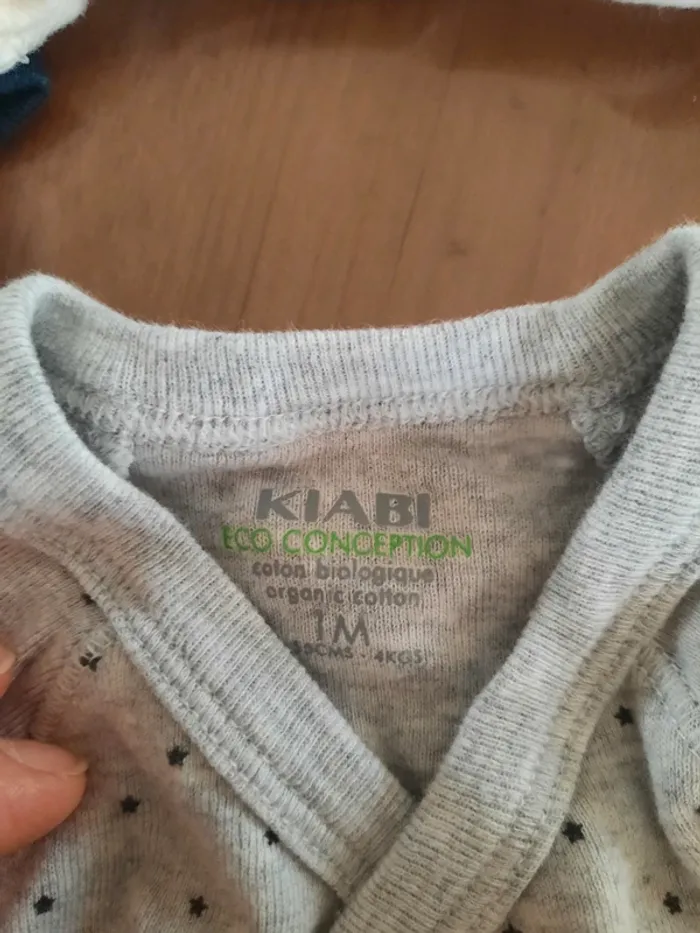 KIABI
ECO CONCEPTION
coton biologique
organic cotton
1M
4KGS